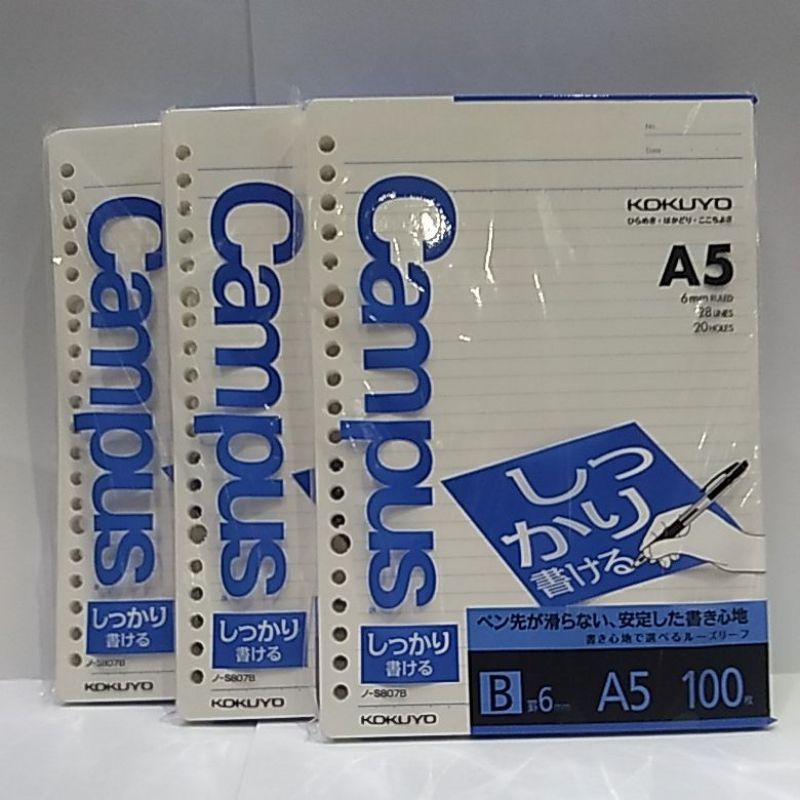 Campus
しっかり
書ける
ノ-S807B
KOKUYO
Campus
しっかり
書ける
ノ-S807B
KOKUYO
Campus
しっかり
書ける
ノ-S807B
KOKUYO
No.
Date
KOKUYO
ひらめき・はかどり・ここちよさ
A5
6mm RULED
28 LINES
20 HOLES
しっ
かり
書ける
ペン先が滑らない、安定した書き心地
書き心地で選べるルーズリーフ
B 罫6mm A5 100枚